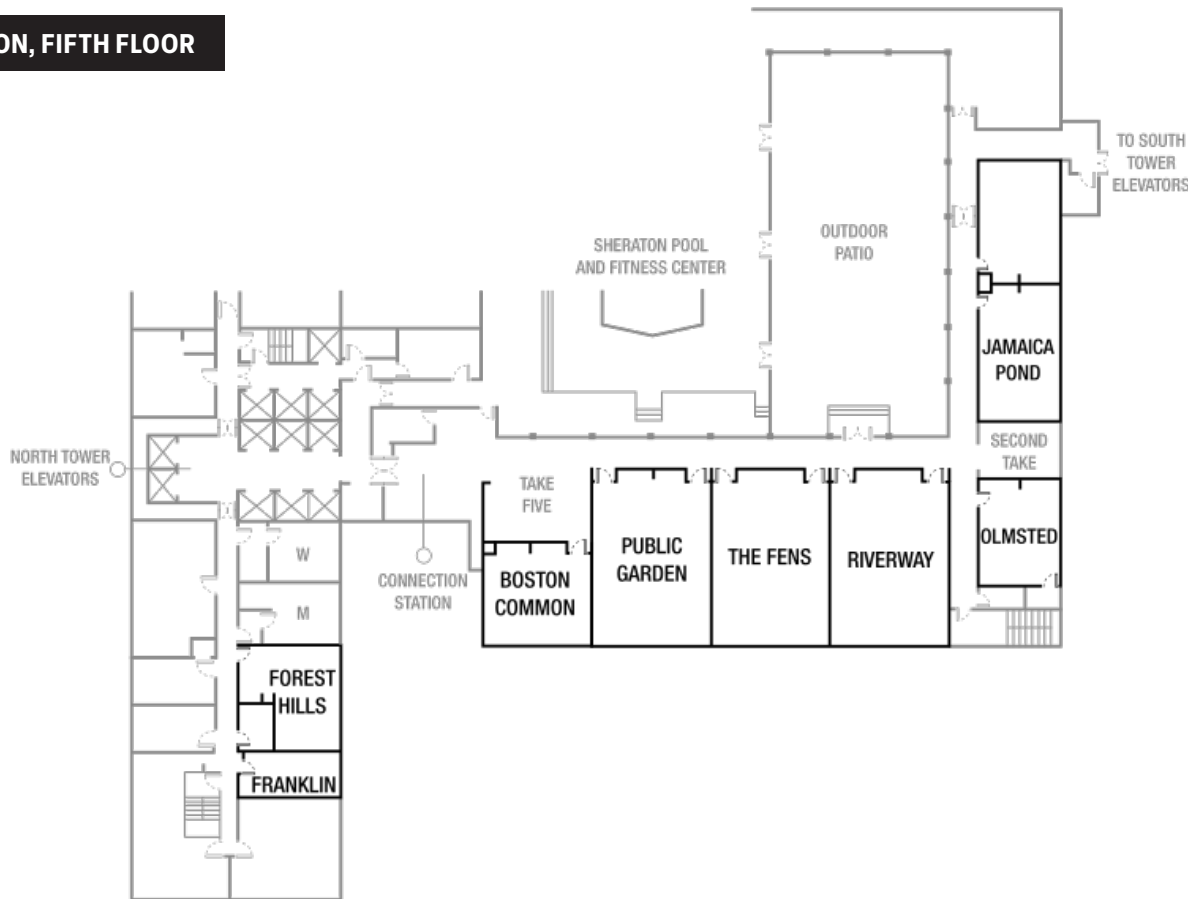 ON, FIFTH FLOOR
TO SOUTH
TOWER
ELEVATORS
OUTDOOR
PATIO
SHERATON POOL
AND FITNESS CENTER
JAMAICA
POND
NORTH TOWER
ELEVATORS
SECOND
TAKE
TAKE
FIVE
OLMSTED
PUBLIC
GARDEN
THE FENS
RIVERWAY
W
CONNECTION
STATION
BOSTON
COMMON
M
FOREST
HILLS
FRANKLIN